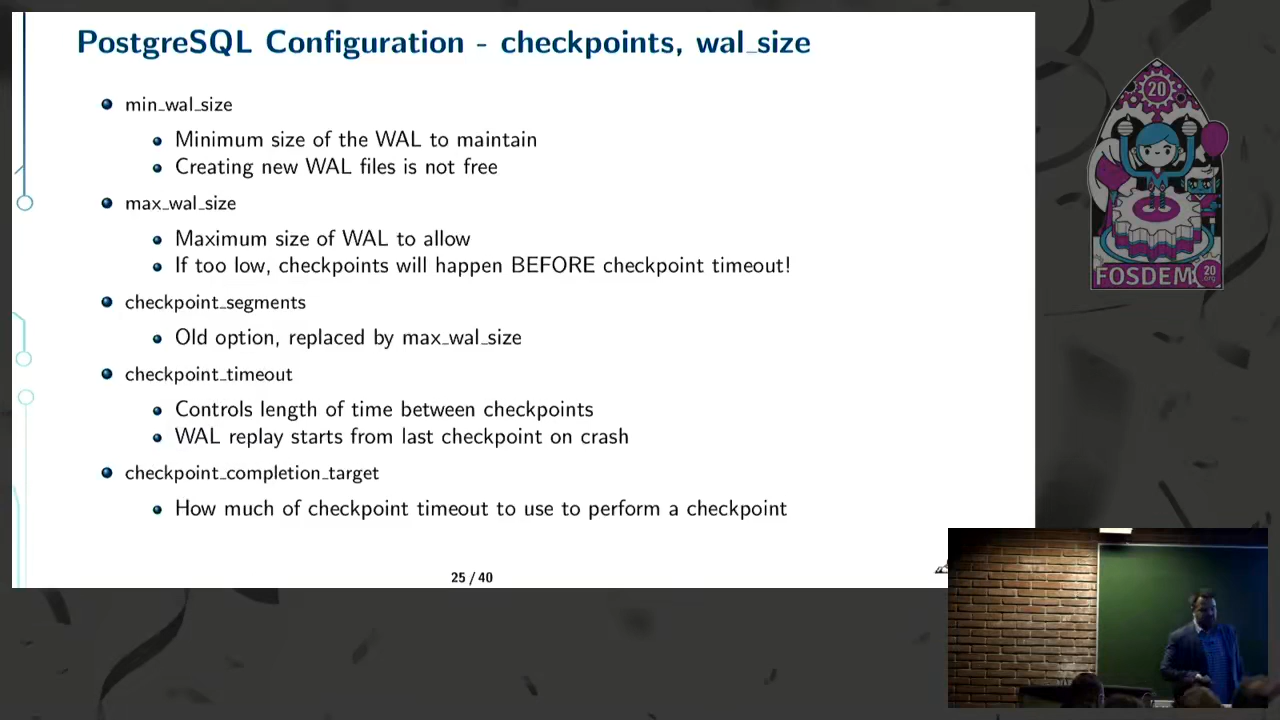 PostgreSQL Configuration - checkpoints, wal_size
min_wal_size
Minimum size of the WAL to maintain
Creating new WAL files is not free
max_wal_size
Maximum size of WAL to allow
If too low, checkpoints will happen BEFORE checkpoint timeout!
checkpoint_segments
Old option, replaced by max_wal_size
checkpoint_timeout
Controls length of time between checkpoints
WAL replay starts from last checkpoint on crash
checkpoint_completion_target
How much of checkpoint timeout to use to perform a checkpoint
25 / 40
20
FOSDEM
20
.org